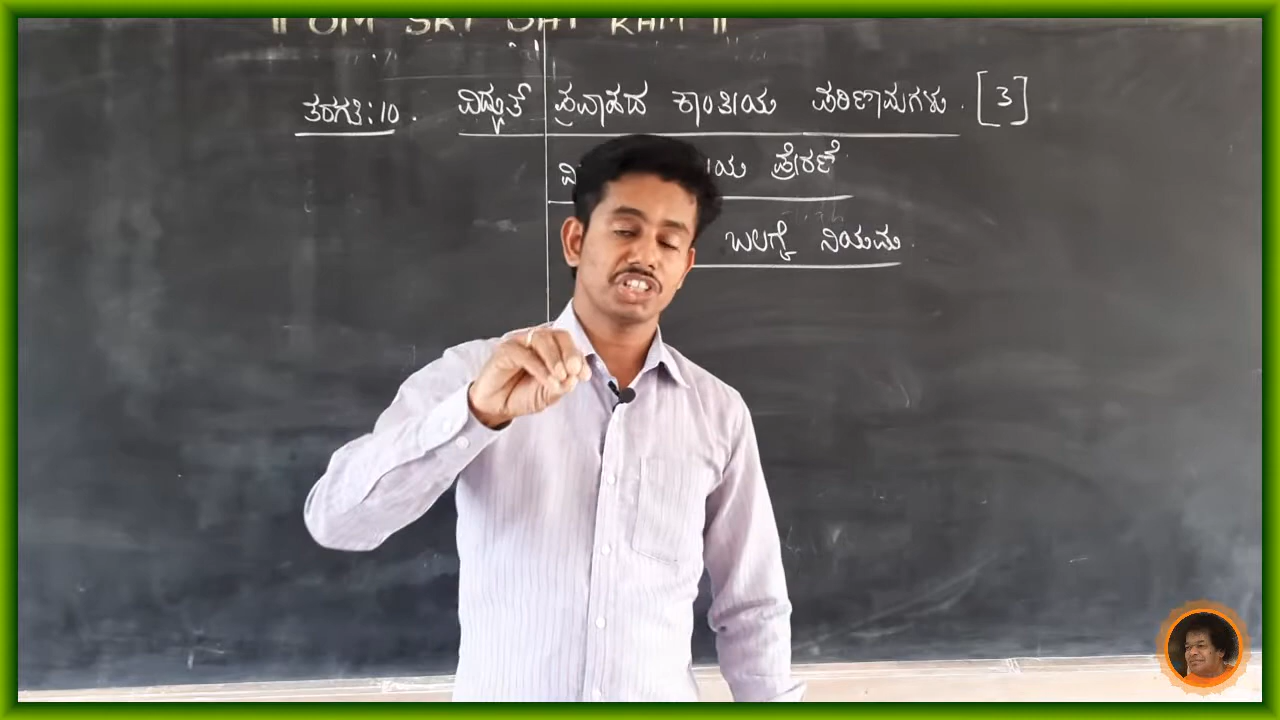 || OM SRI SAI RAM ||
ತರಗತಿ: 10. ವಿದ್ಯುತ್ ಪ್ರವಾಹದ ಕಾಂತೀಯ ಪರಿಣಾಮಗಳು. [3]
ಪ್ರೇರಣೆ
ಬಲಗೈ ನಿಯಮ.